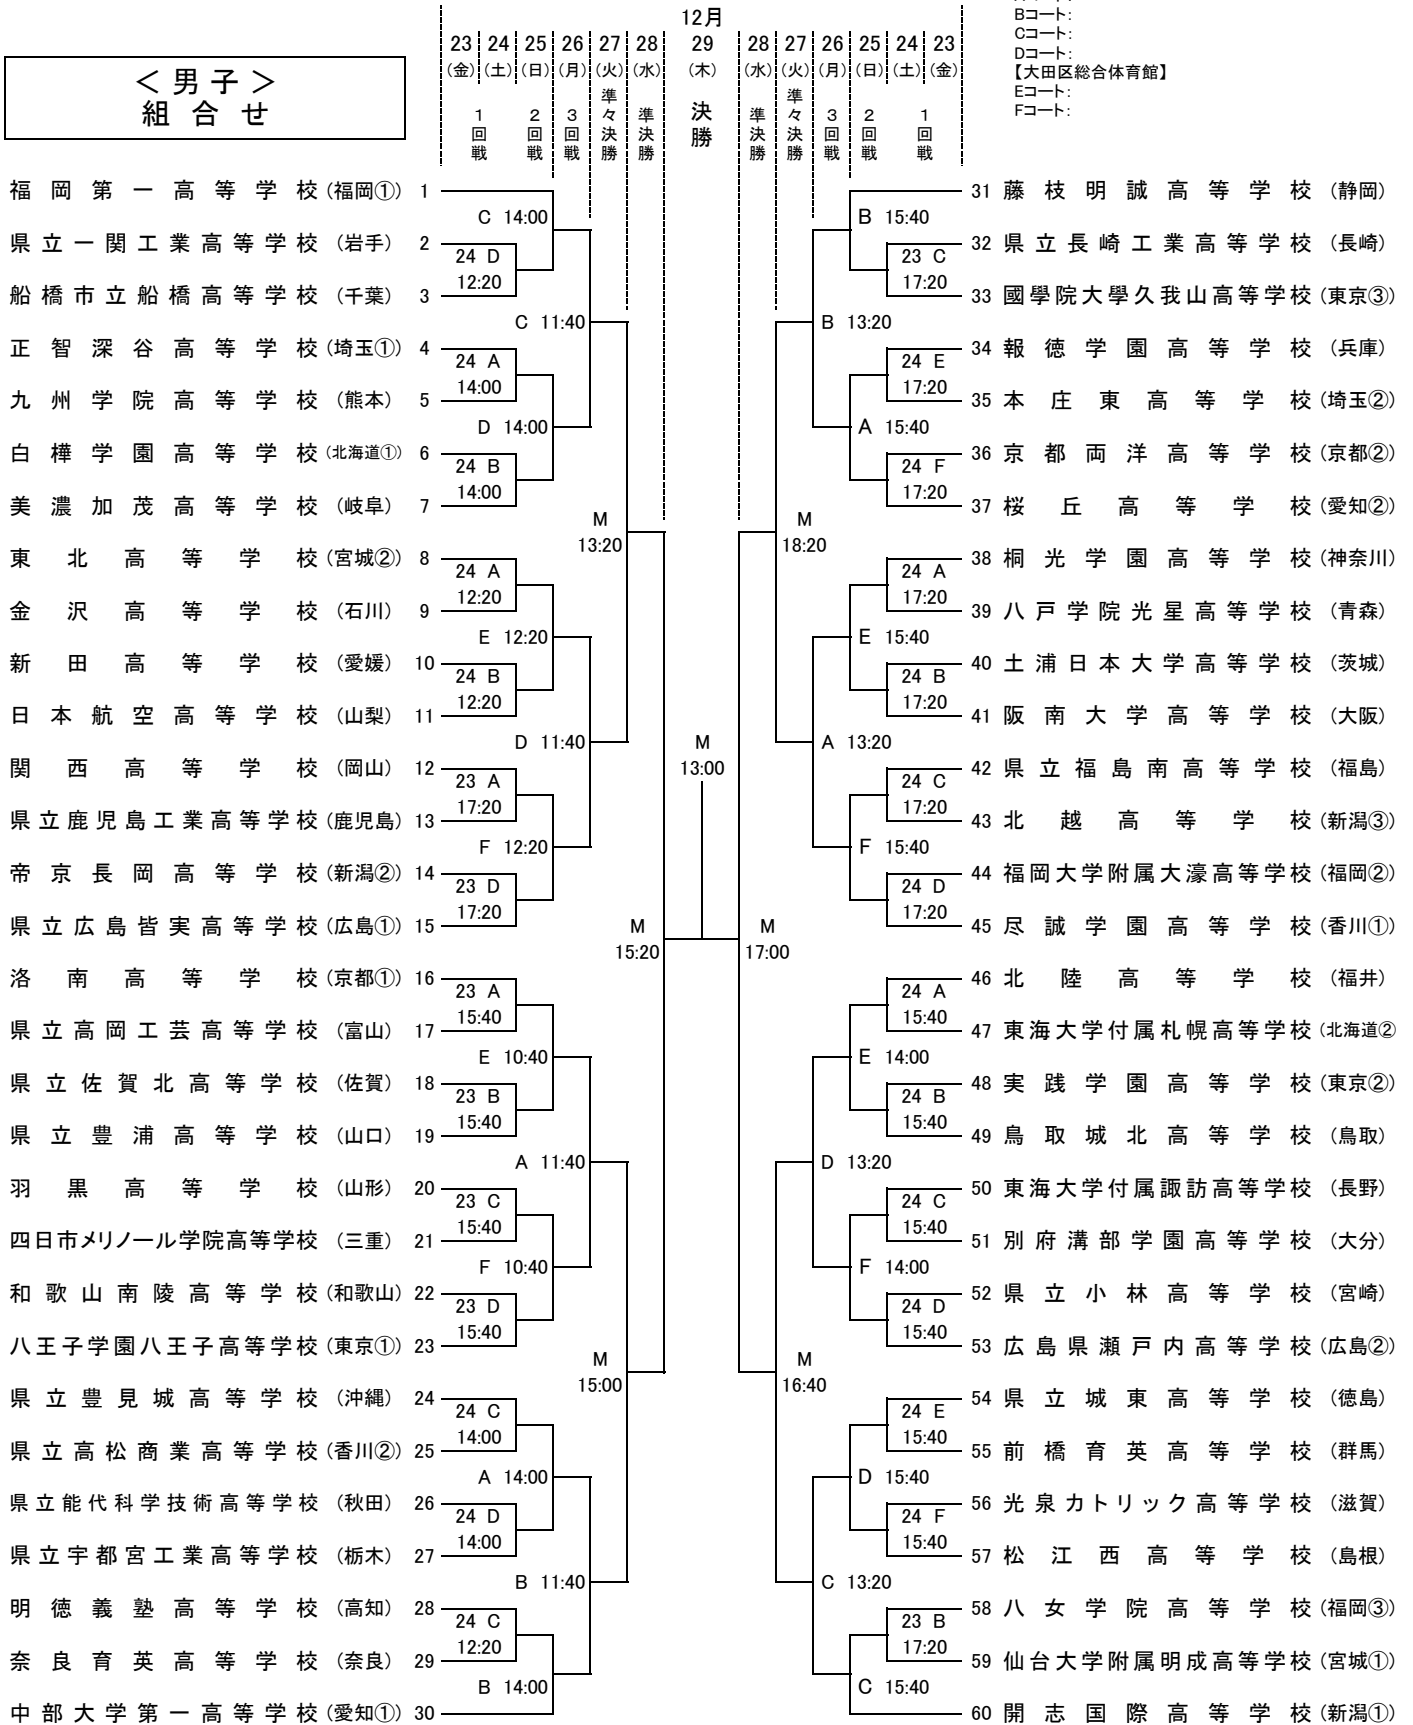 12月
23 24 25 26 27 28 29 28 27 26 25 24 23
(金) (土) (日) (月) (火) (水) (木) (水) (火) (月) (日) (土) (金)
1回戦 2回戦 3回戦 準々決勝 準決勝 決勝 準決勝 準々決勝 3回戦 2回戦 1回戦
Bコート:
Cコート:
Dコート:
【大田区総合体育館】
Eコート:
Fコート:
＜男子＞
組合せ
福岡第一高等学校 (福岡①) 1
C 14:00
県立一関工業高等学校 (岩手) 2
24 D
12:20
船橋市立船橋高等学校 (千葉) 3
C 11:40
正智深谷高等学校 (埼玉①) 4
24 A
14:00
九州学院高等学校 (熊本) 5
D 14:00
白樺学園高等学校 (北海道①) 6
24 B
14:00
美濃加茂高等学校 (岐阜) 7
M
13:20
東北高等学校 (宮城②) 8
24 A
12:20
金沢高等学校 (石川) 9
E 12:20
新田高等学校 (愛媛) 10
24 B
12:20
日本航空高等学校 (山梨) 11
D 11:40
関西高等学校 (岡山) 12
23 A
17:20
県立鹿児島工業高等学校 (鹿児島) 13
F 12:20
帝京長岡高等学校 (新潟②) 14
23 D
17:20
県立広島皆実高等学校 (広島①) 15
M
15:20
洛南高等学校 (京都①) 16
23 A
15:40
県立高岡工芸高等学校 (富山) 17
E 10:40
県立佐賀北高等学校 (佐賀) 18
23 B
15:40
県立豊浦高等学校 (山口) 19
A 11:40
羽黒高等学校 (山形) 20
23 C
15:40
四日市メリノール学院高等学校 (三重) 21
F 10:40
和歌山南陵高等学校 (和歌山) 22
23 D
15:40
八王子学園八王子高等学校 (東京①) 23
M
15:00
県立豊見城高等学校 (沖縄) 24
24 C
14:00
県立高松商業高等学校 (香川②) 25
A 14:00
県立能代科学技術高等学校 (秋田) 26
24 D
14:00
県立宇都宮工業高等学校 (栃木) 27
B 11:40
明徳義塾高等学校 (高知) 28
24 C
12:20
奈良育英高等学校 (奈良) 29
B 14:00
中部大学第一高等学校 (愛知①) 30
M
13:00
31 藤枝明誠高等学校 (静岡)
B 15:40
32 県立長崎工業高等学校 (長崎)
23 C
17:20
33 國學院大學久我山高等学校 (東京③)
B 13:20
34 報徳学園高等学校 (兵庫)
24 E
17:20
35 本庄東高等学校 (埼玉②)
A 15:40
36 京都両洋高等学校 (京都②)
24 F
17:20
37 桜丘高等学校 (愛知②)
M
18:20
38 桐光学園高等学校 (神奈川)
24 A
17:20
39 八戸学院光星高等学校 (青森)
E 15:40
40 土浦日本大学高等学校 (茨城)
24 B
17:20
41 阪南大学高等学校 (大阪)
A 13:20
42 県立福島南高等学校 (福島)
24 C
17:20
43 北越高等学校 (新潟③)
F 15:40
44 福岡大学附属大濠高等学校 (福岡②)
24 D
17:20
45 尽誠学園高等学校 (香川①)
M
17:00
46 北陸高等学校 (福井)
24 A
15:40
47 東海大学付属札幌高等学校 (北海道②
E 14:00
48 実践学園高等学校 (東京②)
24 B
15:40
49 鳥取城北高等学校 (鳥取)
D 13:20
50 東海大学付属諏訪高等学校 (長野)
24 C
15:40
51 別府溝部学園高等学校 (大分)
F 14:00
52 県立小林高等学校 (宮崎)
24 D
15:40
53 広島県瀬戸内高等学校 (広島②)
M
16:40
54 県立城東高等学校 (徳島)
24 E
15:40
55 前橋育英高等学校 (群馬)
D 15:40
56 光泉カトリック高等学校 (滋賀)
24 F
15:40
57 松江西高等学校 (島根)
C 13:20
58 八女学院高等学校 (福岡③)
23 B
17:20
59 仙台大学附属明成高等学校 (宮城①)
C 15:40
60 開志国際高等学校 (新潟①)